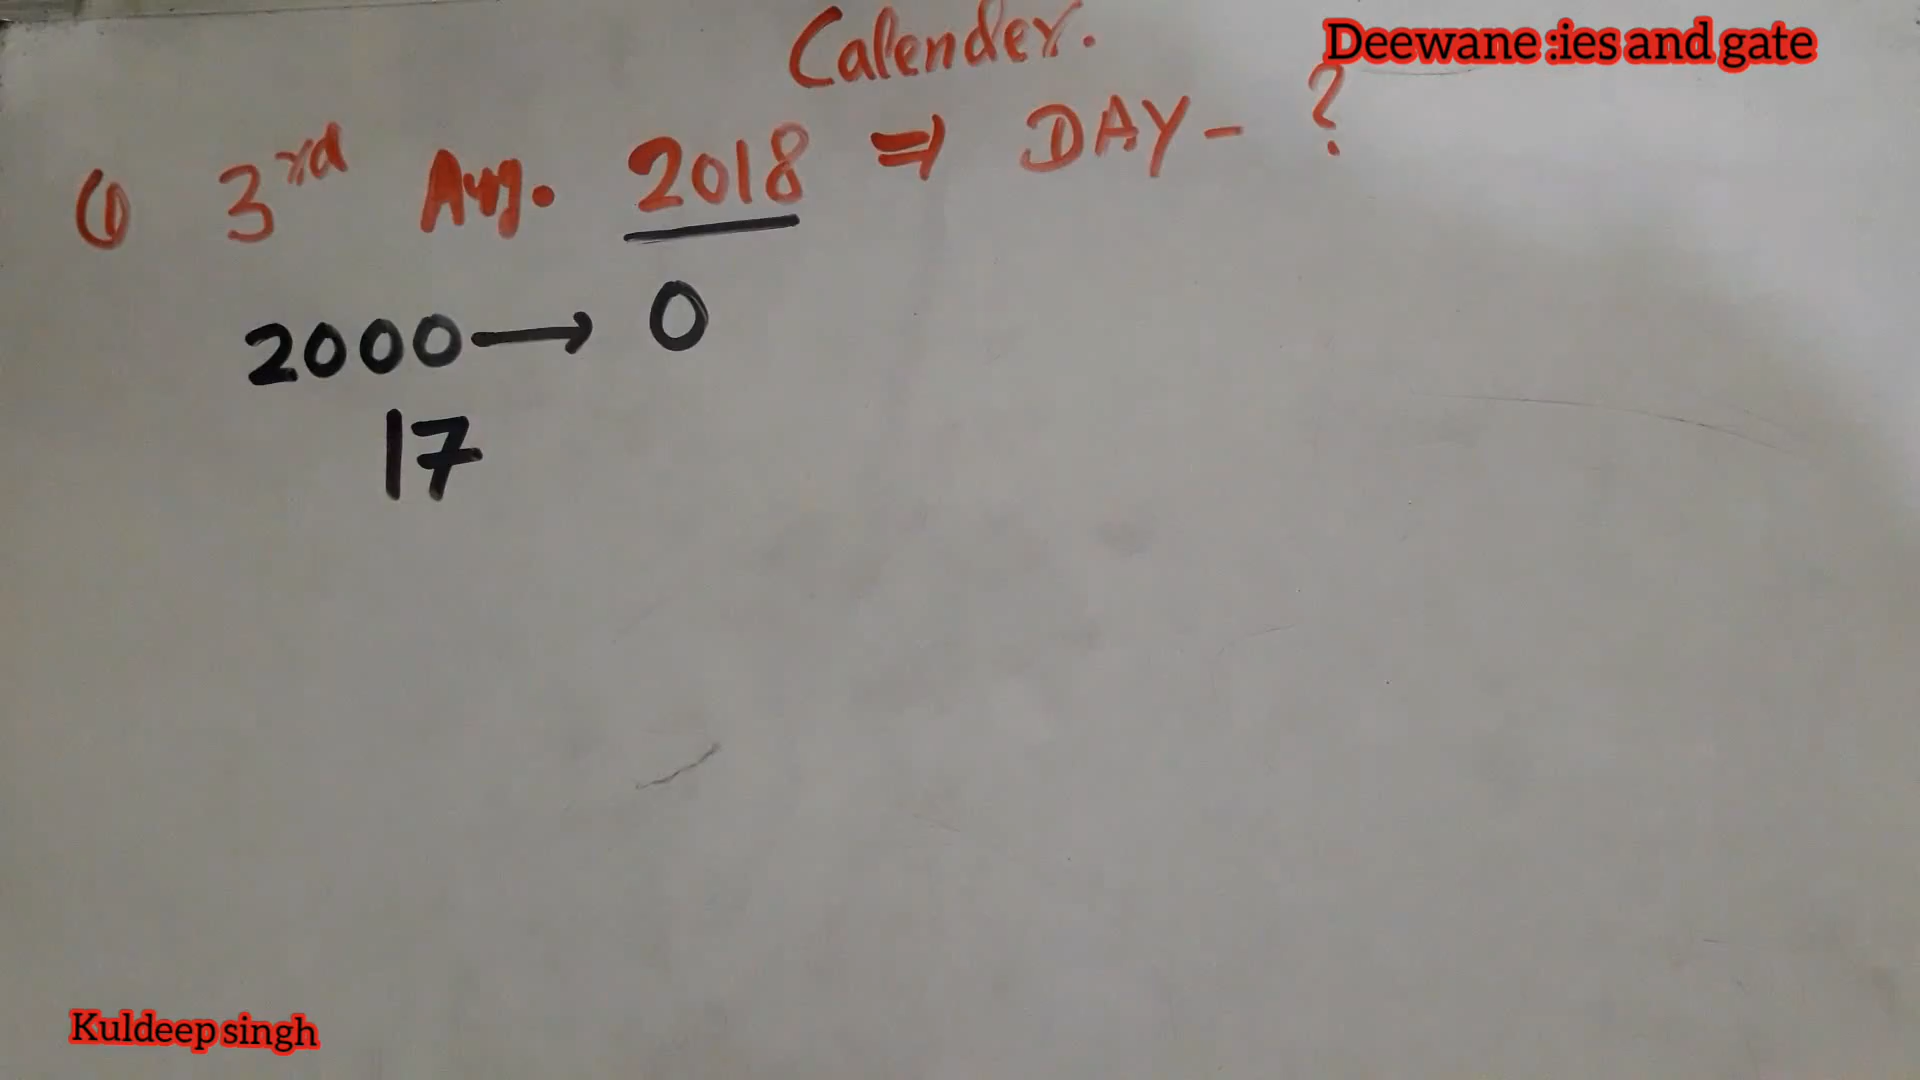 Calender.
Deewane :ies and gate
(1) 3rd Aug. 2018 ⇒ DAY - ?
2000 → 0
17
Kuldeep singh